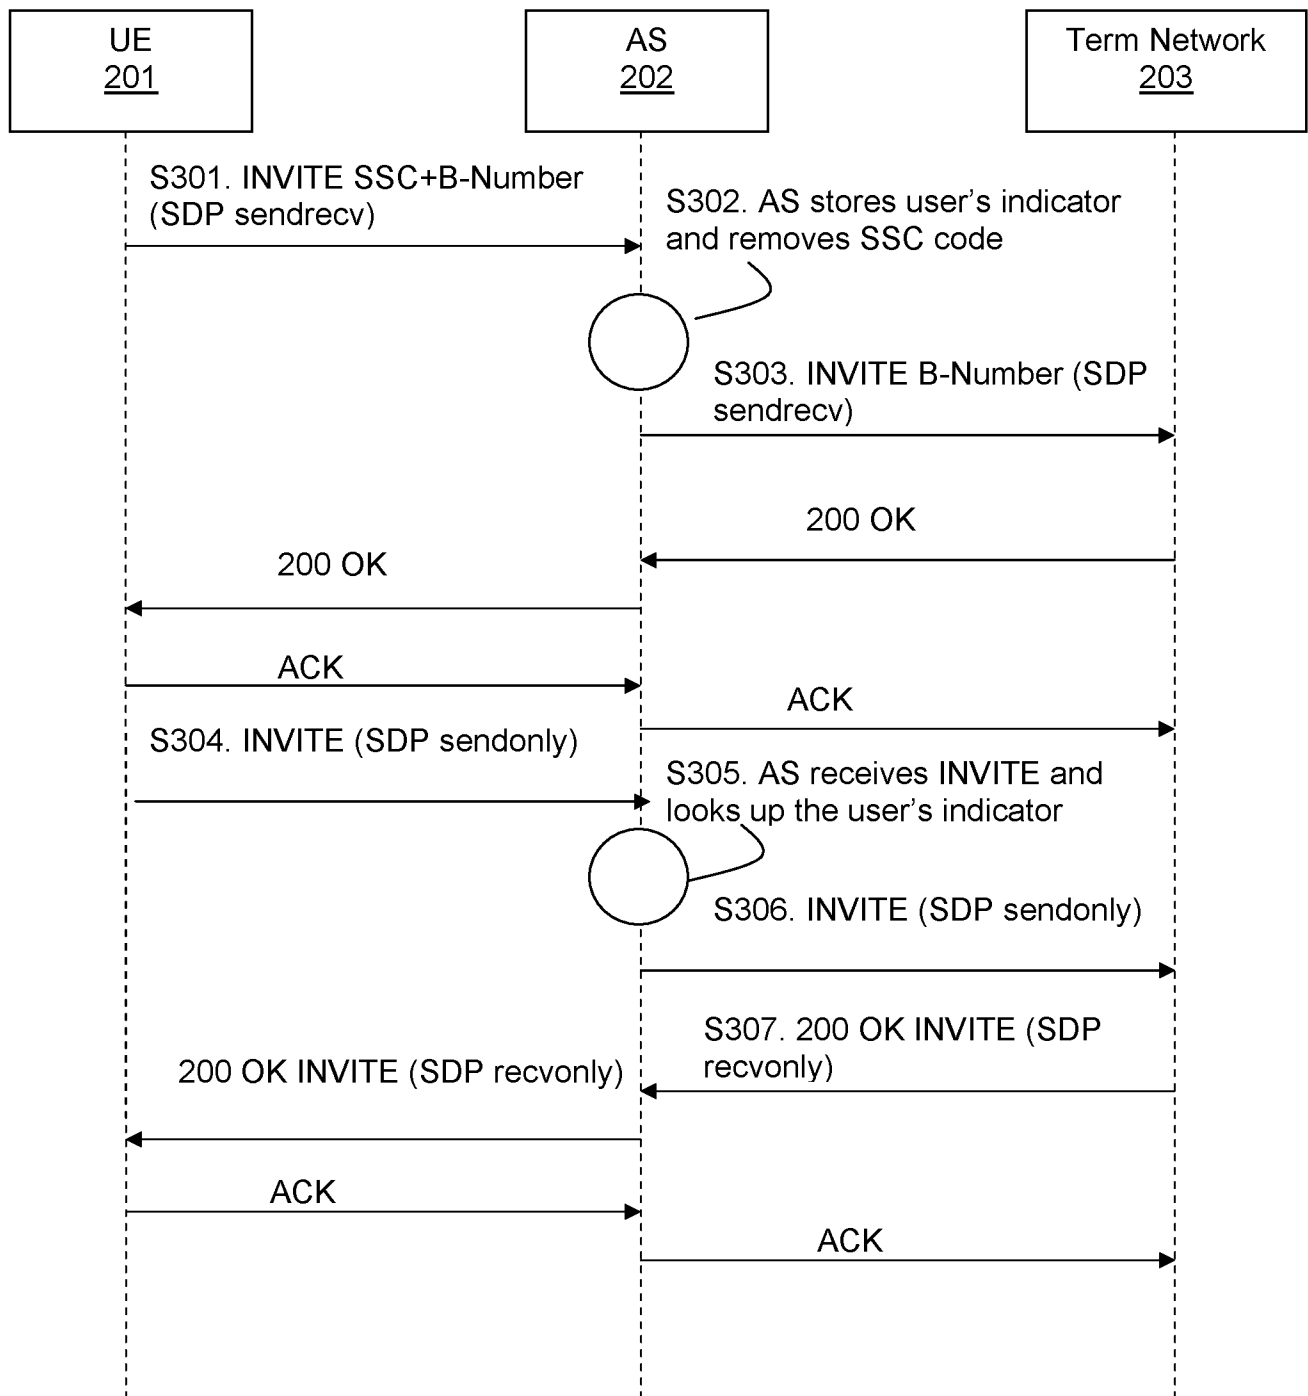 UE
201
AS
202
Term Network
203
S301. INVITE SSC+B-Number
(SDP sendrecv)
S302. AS stores user's indicator
and removes SSC code
S303. INVITE B-Number (SDP
sendrecv)
200 OK
200 OK
ACK
ACK
S304. INVITE (SDP sendonly)
S305. AS receives INVITE and
looks up the user's indicator
S306. INVITE (SDP sendonly)
S307. 200 OK INVITE (SDP
recvonly)
200 OK INVITE (SDP recvonly)
ACK
ACK